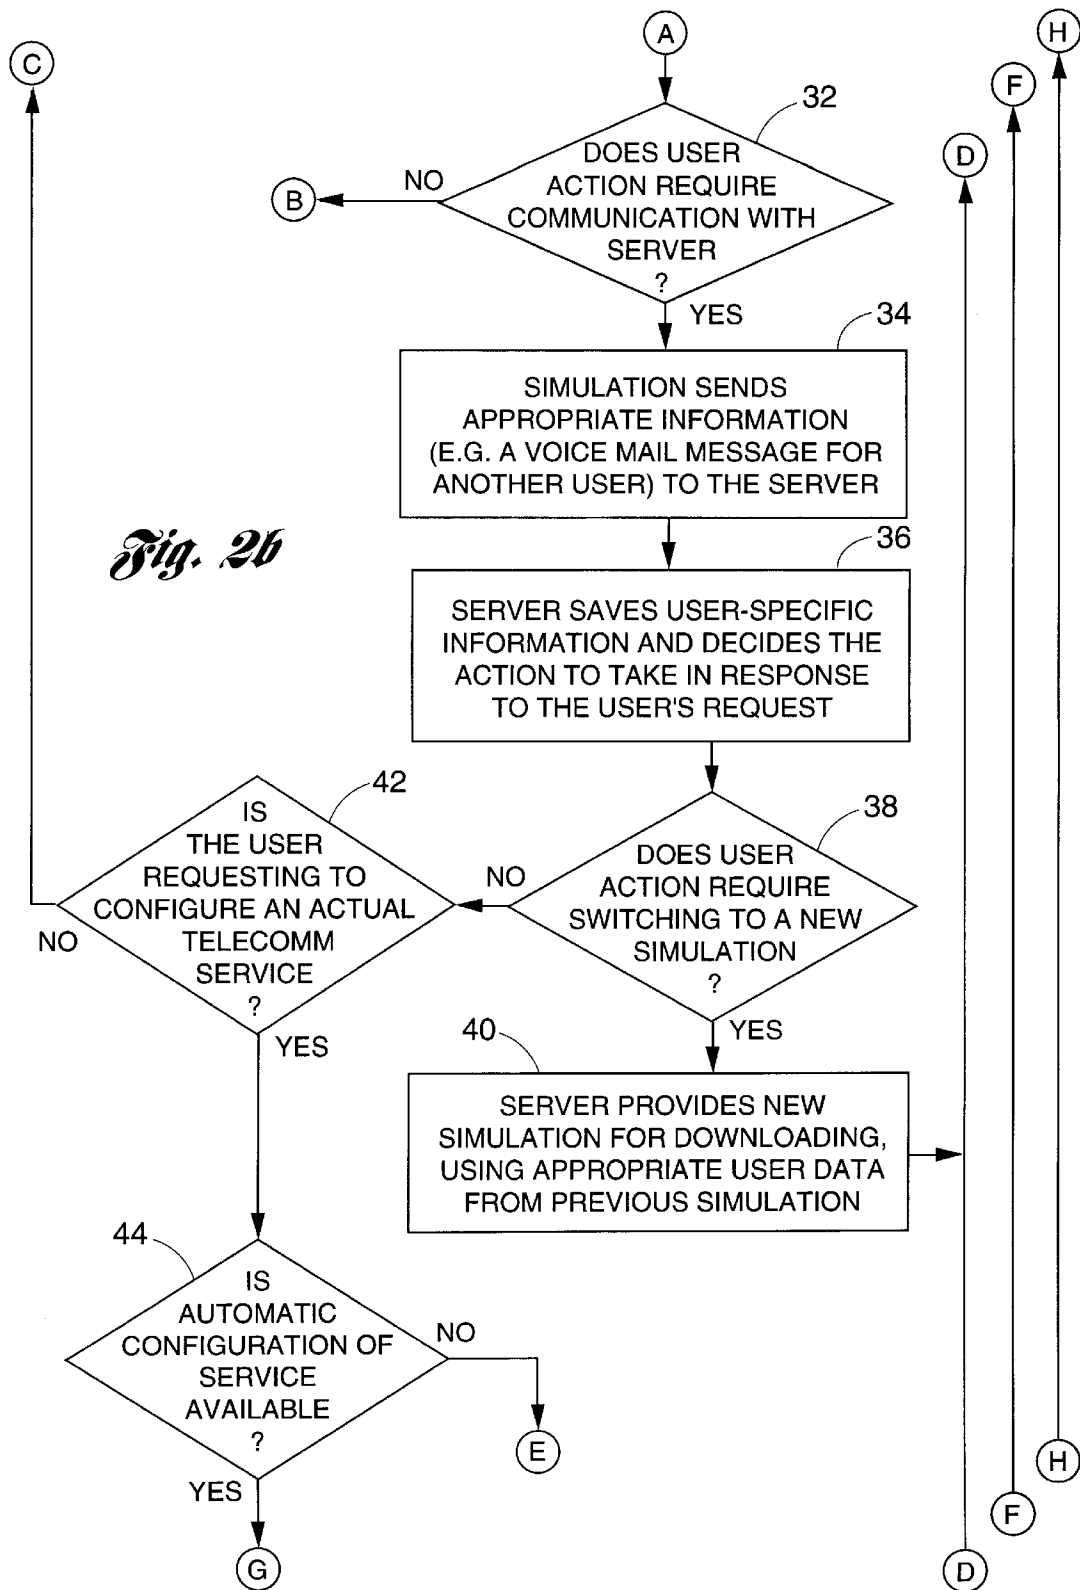 A
H
C
F
32
D
DOES USER
ACTION REQUIRE
COMMUNICATION WITH
SERVER
?
NO
B
YES
34
SIMULATION SENDS
APPROPRIATE INFORMATION
(E.G. A VOICE MAIL MESSAGE FOR
ANOTHER USER) TO THE SERVER
Fig. 2b
36
SERVER SAVES USER-SPECIFIC
INFORMATION AND DECIDES THE
ACTION TO TAKE IN RESPONSE
TO THE USER'S REQUEST
38
DOES USER
ACTION REQUIRE
SWITCHING TO A NEW
SIMULATION
?
NO
YES
42
IS
THE USER
REQUESTING TO
CONFIGURE AN ACTUAL
TELECOMM
SERVICE
?
NO
YES
40
SERVER PROVIDES NEW
SIMULATION FOR DOWNLOADING,
USING APPROPRIATE USER DATA
FROM PREVIOUS SIMULATION
44
IS
AUTOMATIC
CONFIGURATION OF
SERVICE
AVAILABLE
?
NO
E
YES
G
H
F
D